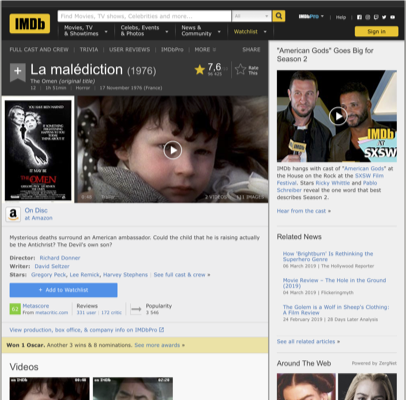 IMDb
Find Movies, TV shows, Celebrities and more...
All
IMDbPro
Help
Movies, TV
& Showtimes
Celebs, Events
& Photos
News &
Community
Watchlist
Sign in
FULL CAST AND CREW | TRIVIA | USER REVIEWS | IMDbPro | MORE
SHARE
La malédiction (1976)
The Omen (original title)
12 | 1h 51min | Horror | 17 November 1976 (France)
7,6
Rate
This
THE OMEN
2 VIDEOS
131 IMAGES
On Disc
at Amazon
Mysterious deaths surround an American ambassador. Could the child that he is raising actually
be the Antichrist? The Devil's own son?
Director: Richard Donner
Writer: David Seltzer
Stars: Gregory Peck, Lee Remick, Harvey Stephens | See full cast & crew »
+ Add to Watchlist
62
Metascore
From metacritic.com
Reviews
331 user | 172 critic
Popularity
3 546
View production, box office, & company info on IMDbPro
Won 1 Oscar. Another 3 wins & 8 nominations. See more awards »
Videos
"American Gods" Goes Big for
Season 2
IMDb
AT
SXSW
IMDb hangs with cast of "American Gods" at
the Movie on the Rock at the SXSW Film
Festival. Stars Ricky Whittle and Pablo
Schreiber reveal the one word that best
describes Season 2.
Hear from the cast »
Related News
How 'Brightburn' Is Rethinking the
Superhero Genre
06 March 2019 | The Hollywood Reporter
Movie Review – The Hole in the Ground
(2019)
04 March 2019 | Flickeringmyth
The Golem is a Wolf in Sheep's Clothing:
A Film Review
24 February 2019 | 28 Days Later Analysis
See all related articles »
Around The Web
Powered by ZergNet